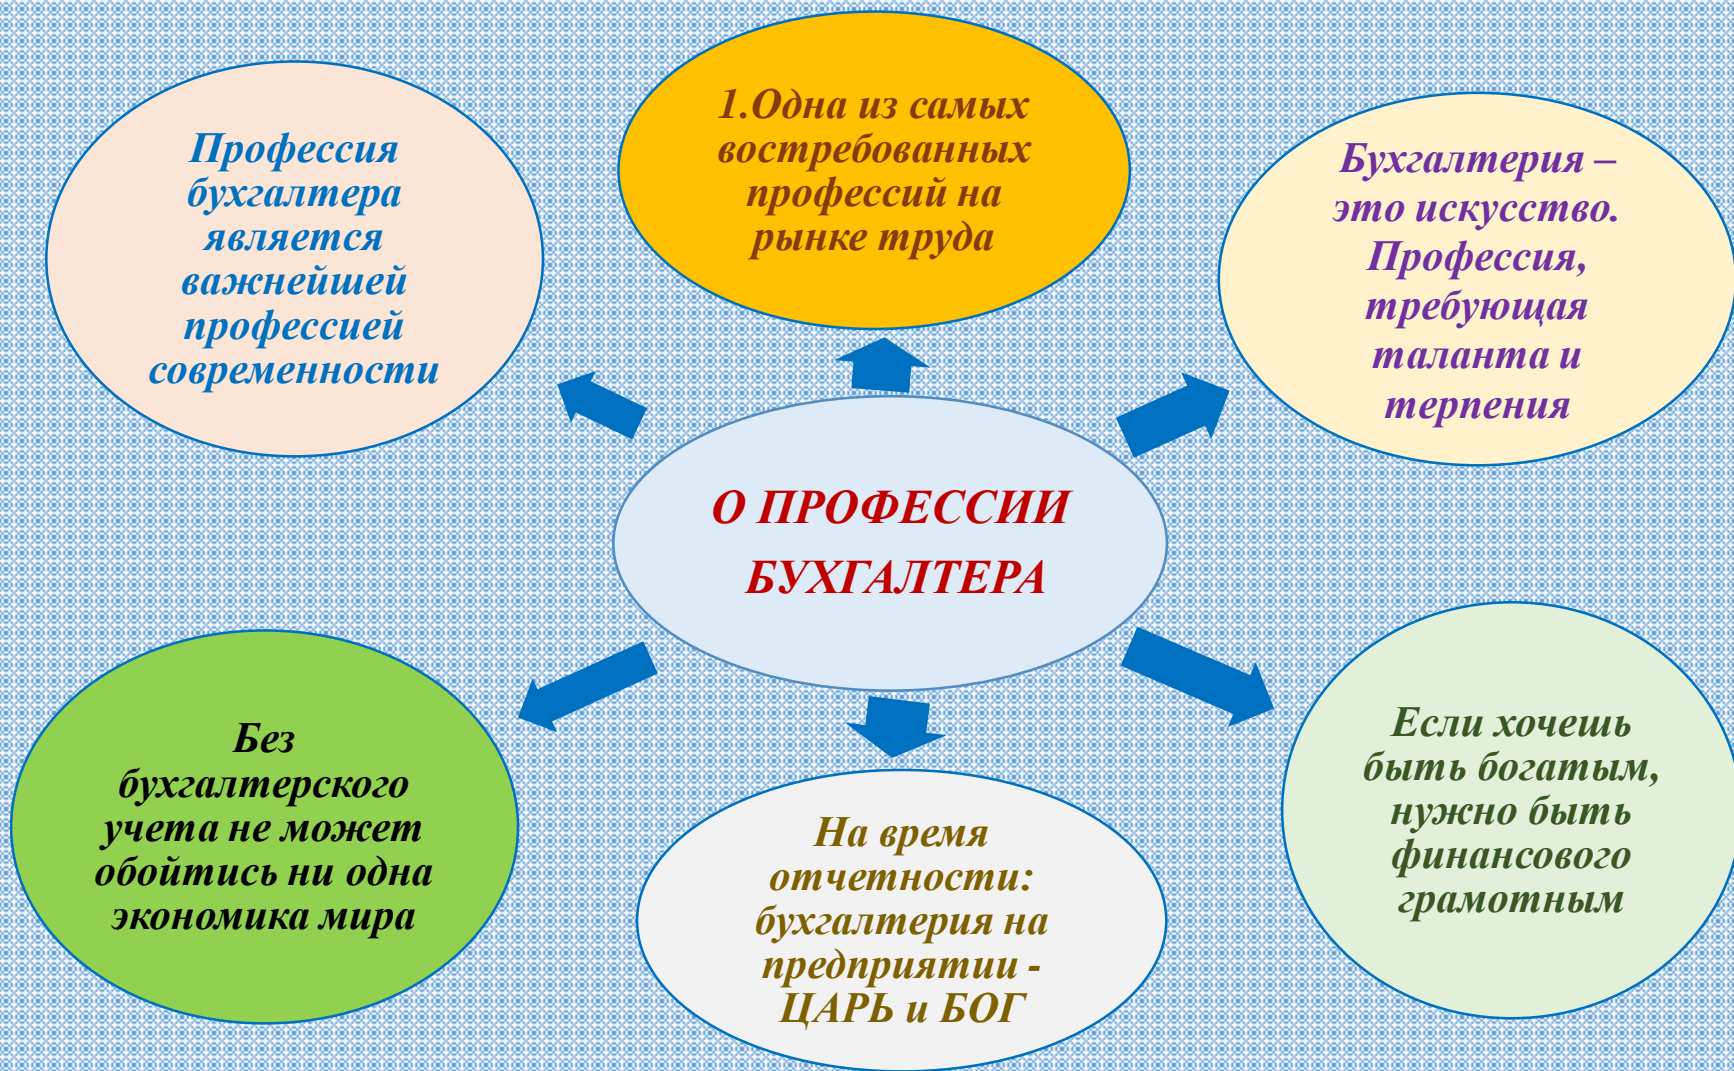 Профессия
бухгалтера
является
важнейшей
профессией
современности
1.Одна из самых
востребованных
профессий на
рынке труда
Бухгалтерия –
это искусство.
Профессия,
требующая
таланта и
терпения
О ПРОФЕССИИ
БУХГАЛТЕРА
Без
бухгалтерского
учета не может
обойтись ни одна
экономика мира
На время
отчетности:
бухгалтерия на
предприятии -
ЦАРЬ и БОГ
Если хочешь
быть богатым,
нужно быть
финансового
грамотным